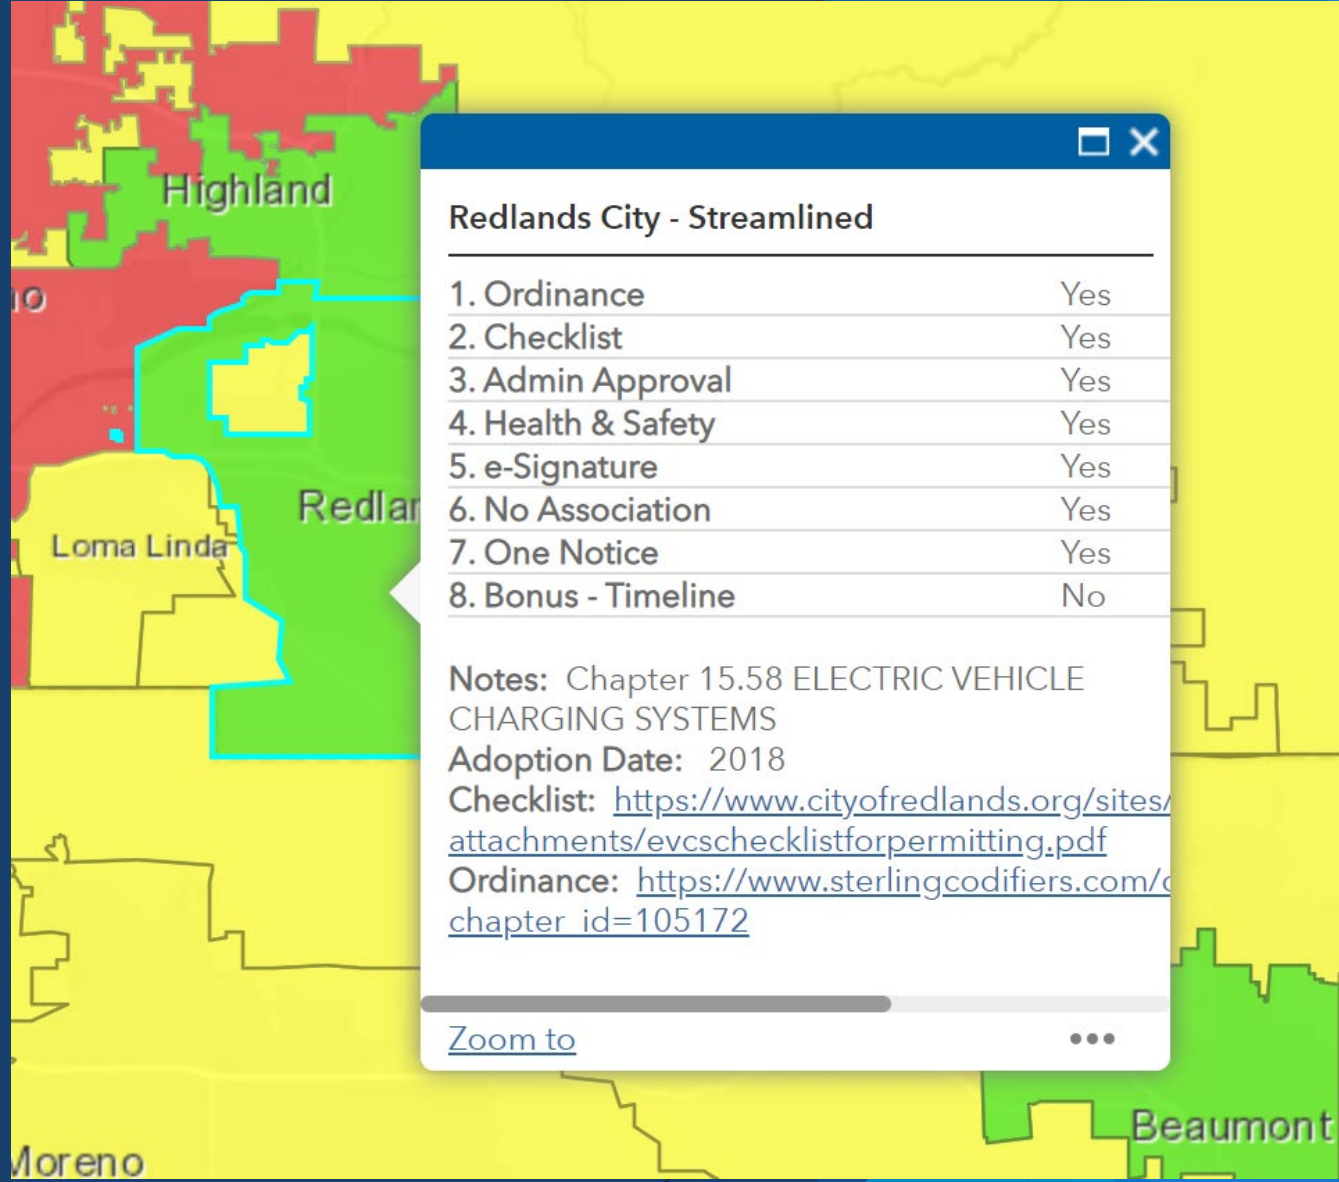 Highland
Redlands City - Streamlined
1. Ordinance Yes
2. Checklist Yes
3. Admin Approval Yes
4. Health & Safety Yes
5. e-Signature Yes
6. No Association Yes
7. One Notice Yes
8. Bonus - Timeline No
Loma Linda
Notes: Chapter 15.58 ELECTRIC VEHICLE
CHARGING SYSTEMS
Adoption Date: 2018
Checklist: https://www.cityofredlands.org/sites/
attachments/evcschecklistforpermitting.pdf
Ordinance: https://www.sterlingcodifiers.com/
chapter_id=105172
Zoom to
Beaumont
Moreno